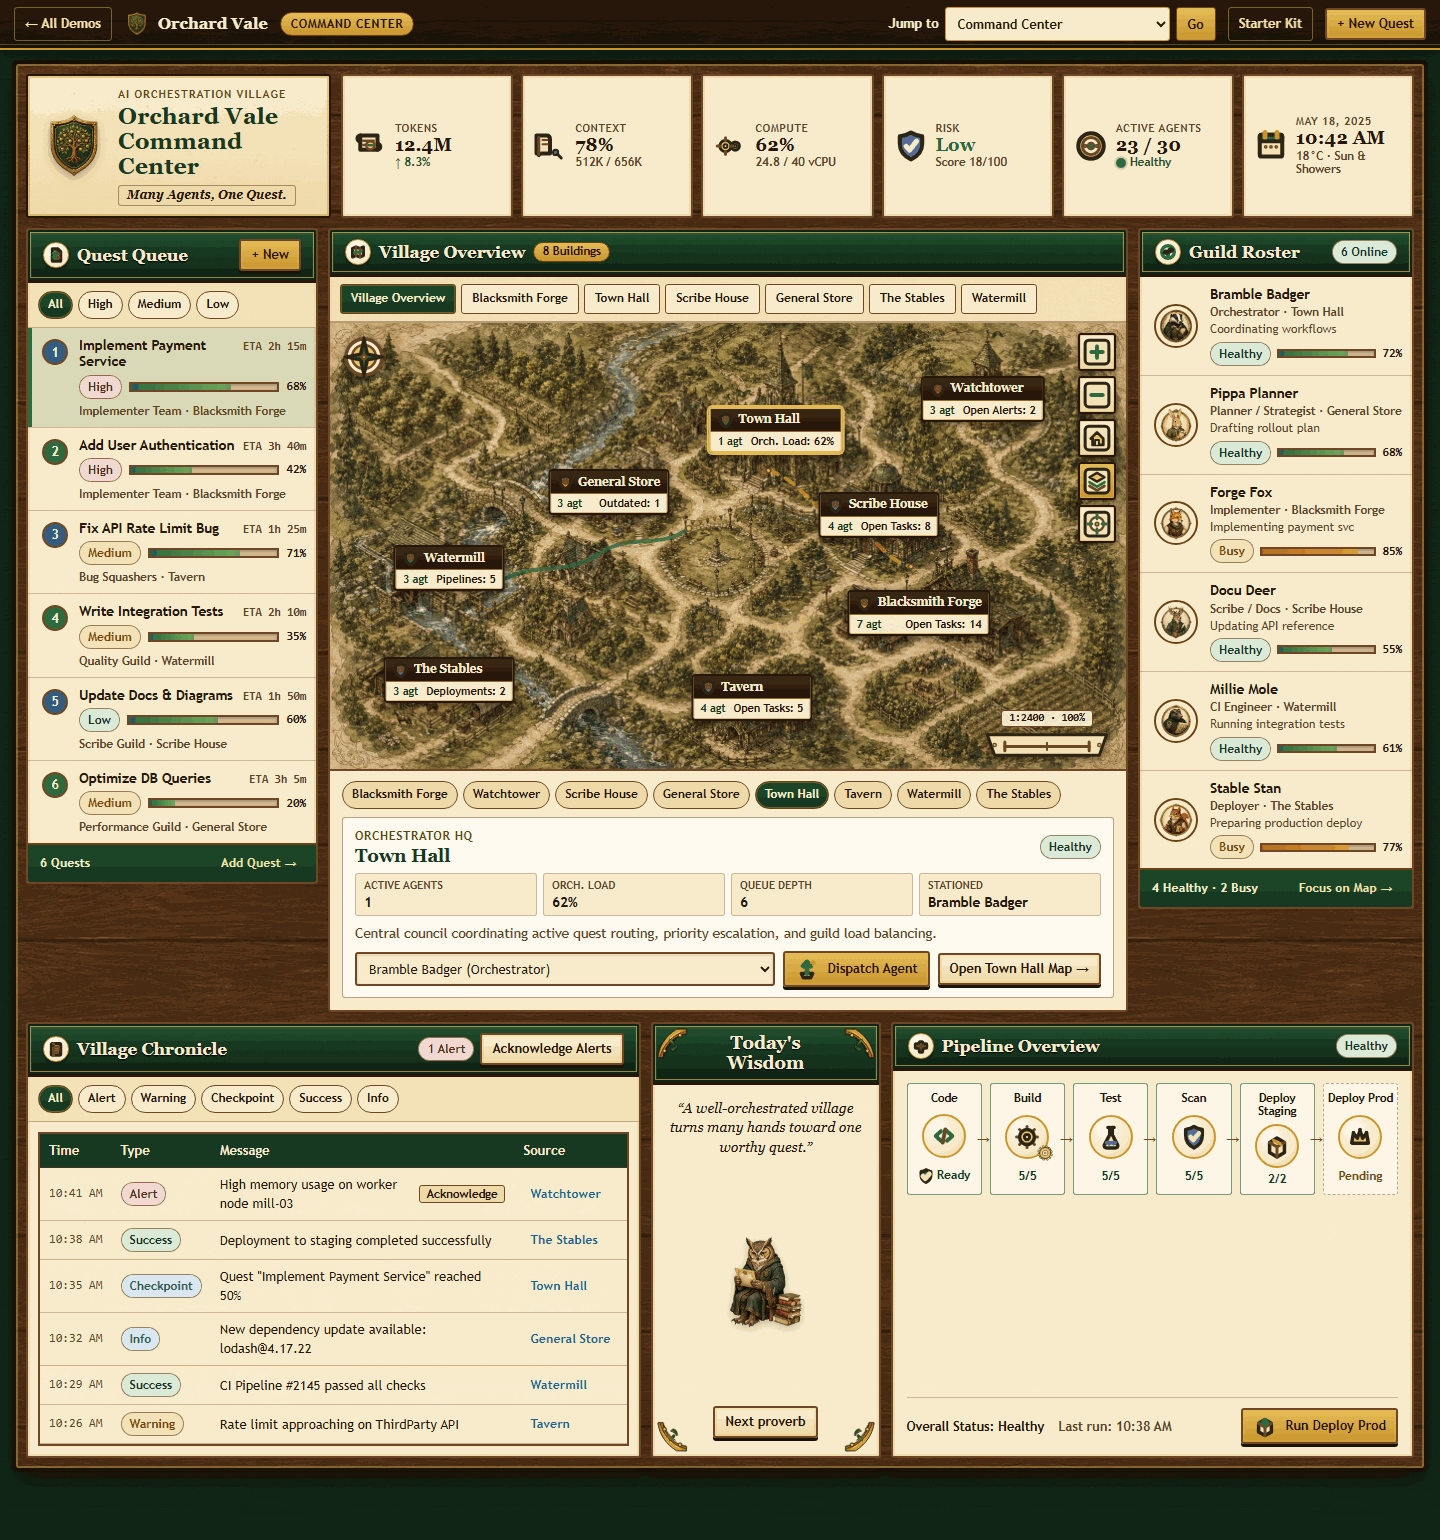 ← All Demos
Orchard Vale
COMMAND CENTER
Jump to
Command Center
Go
Starter Kit
+ New Quest
AI ORCHESTRATION VILLAGE
Orchard Vale
Command
Center
Many Agents, One Quest.
TOKENS
12.4M
↑ 8.3%
CONTEXT
78%
512K / 656K
COMPUTE
62%
24.8 / 40 vCPU
RISK
Low
Score 18/100
ACTIVE AGENTS
23 / 30
Healthy
MAY 18, 2025
10:42 AM
18°C · Sun &
Showers
Quest Queue
+ New
All
High
Medium
Low
1
Implement Payment
Service
ETA 2h 15m
High
68%
Implementer Team · Blacksmith Forge
2
Add User Authentication
ETA 3h 40m
High
42%
Implementer Team · Blacksmith Forge
3
Fix API Rate Limit Bug
ETA 1h 25m
Medium
71%
Bug Squashers · Tavern
4
Write Integration Tests
ETA 2h 10m
Medium
35%
Quality Guild · Watermill
5
Update Docs & Diagrams
ETA 1h 50m
Low
60%
Scribe Guild · Scribe House
6
Optimize DB Queries
ETA 3h 5m
Medium
20%
Performance Guild · General Store
6 Quests
Add Quest →
Village Overview
8 Buildings
Village Overview
Blacksmith Forge
Town Hall
Scribe House
General Store
The Stables
Watermill
Watchtower
3 agt Open Alerts: 2
Town Hall
1 agt Orch. Load: 62%
General Store
3 agt Outdated: 1
Scribe House
4 agt Open Tasks: 8
Watermill
3 agt Pipelines: 5
Blacksmith Forge
7 agt Open Tasks: 14
The Stables
3 agt Deployments: 2
Tavern
4 agt Open Tasks: 5
1:2400 · 100%
Blacksmith Forge
Watchtower
Scribe House
General Store
Town Hall
Tavern
Watermill
The Stables
ORCHESTRATOR HQ
Town Hall
Healthy
ACTIVE AGENTS
1
ORCH. LOAD
62%
QUEUE DEPTH
6
STATIONED
Bramble Badger
Central council coordinating active quest routing, priority escalation, and guild load balancing.
Bramble Badger (Orchestrator)
Dispatch Agent
Open Town Hall Map →
Guild Roster
6 Online
Bramble Badger
Orchestrator · Town Hall
Coordinating workflows
Healthy
72%
Pippa Planner
Planner / Strategist · General Store
Drafting rollout plan
Healthy
68%
Forge Fox
Implementer · Blacksmith Forge
Implementing payment svc
Busy
85%
Docu Deer
Scribe / Docs · Scribe House
Updating API reference
Healthy
55%
Millie Mole
CI Engineer · Watermill
Running integration tests
Healthy
61%
Stable Stan
Deployer · The Stables
Preparing production deploy
Busy
77%
4 Healthy · 2 Busy
Focus on Map →
Village Chronicle
1 Alert
Acknowledge Alerts
All
Alert
Warning
Checkpoint
Success
Info
Time
Type
Message
Source
10:41 AM
Alert
High memory usage on worker
node mill-03
Acknowledge
Watchtower
10:38 AM
Success
Deployment to staging completed successfully
The Stables
10:35 AM
Checkpoint
Quest "Implement Payment Service" reached
50%
Town Hall
10:32 AM
Info
New dependency update available:
lodash@4.17.22
General Store
10:29 AM
Success
CI Pipeline #2145 passed all checks
Watermill
10:26 AM
Warning
Rate limit approaching on ThirdParty API
Tavern
Today's
Wisdom
“A well-orchestrated village
turns many hands toward one
worthy quest.”
Next proverb
Pipeline Overview
Healthy
Code
Ready
→
Build
5/5
→
Test
5/5
→
Scan
5/5
→
Deploy
Staging
2/2
→
Deploy Prod
Pending
Overall Status: Healthy
Last run: 10:38 AM
Run Deploy Prod